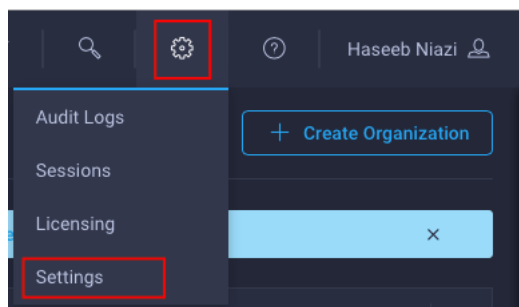 Haseeb Niazi
Audit Logs
+ Create Organization
Sessions
Licensing
Settings